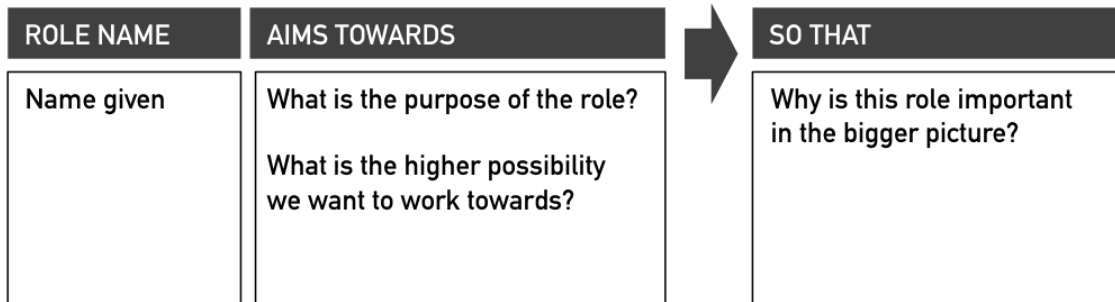 ROLE NAME
AIMS TOWARDS
SO THAT
Name given
What is the purpose of the role?
What is the higher possibility
we want to work towards?
Why is this role important
in the bigger picture?